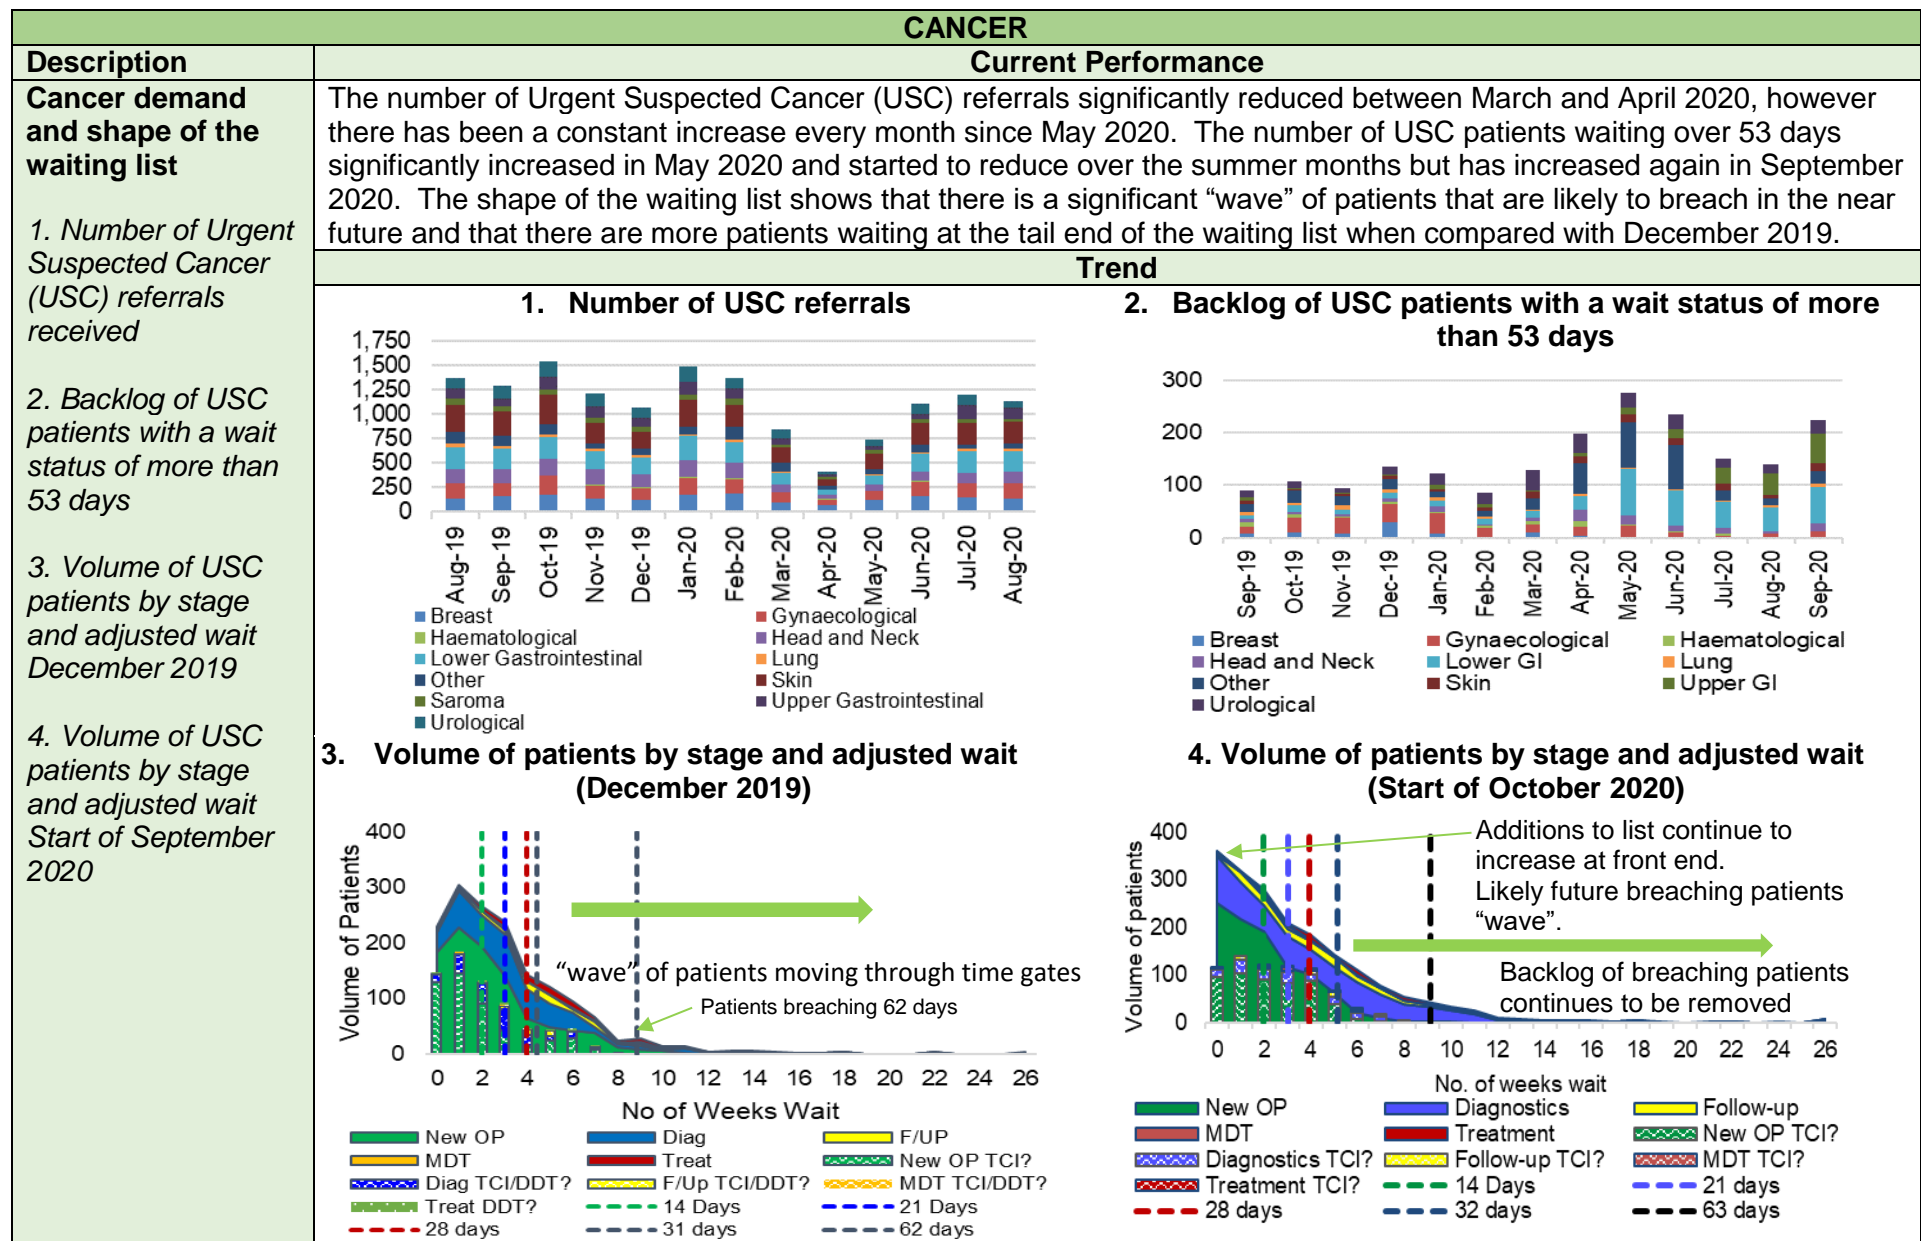 CANCER
Description
Current Performance
Cancer demand
and shape of the
waiting list
1. Number of Urgent
Suspected Cancer
(USC) referrals
received
2. Backlog of USC
patients with a wait
status of more than
53 days
3. Volume of USC
patients by stage
and adjusted wait
December 2019
4. Volume of USC
patients by stage
and adjusted wait
Start of September
2020
The number of Urgent Suspected Cancer (USC) referrals significantly reduced between March and April 2020, however
there has been a constant increase every month since May 2020.  The number of USC patients waiting over 53 days
significantly increased in May 2020 and started to reduce over the summer months but has increased again in September
2020.  The shape of the waiting list shows that there is a significant “wave” of patients that are likely to breach in the near
future and that there are more patients waiting at the tail end of the waiting list when compared with December 2019.
Trend
1. Number of USC referrals
1,750
1,500
1,250
1,000
750
500
250
0
Aug-19 Sep-19 Oct-19 Nov-19 Dec-19 Jan-20 Feb-20 Mar-20 Apr-20 May-20 Jun-20 Jul-20 Aug-20
Breast Gynaecological
Haematological Head and Neck
Lower Gastrointestinal Lung
Other Skin
Saroma Upper Gastrointestinal
Urological
2. Backlog of USC patients with a wait status of more
than 53 days
300
200
100
0
Sep-19 Oct-19 Nov-19 Dec-19 Jan-20 Feb-20 Mar-20 Apr-20 May-20 Jun-20 Jul-20 Aug-20 Sep-20
Breast Gynaecological Haematological
Head and Neck Lower GI Lung
Other Skin Upper GI
Urological
3. Volume of patients by stage and adjusted wait
(December 2019)
Volume of Patients
400
300
200
100
0
“wave” of patients moving through time gates
Patients breaching 62 days
0 2 4 6 8 10 12 14 16 18 20 22 24 26
No of Weeks Wait
New OP Diag F/UP
MDT Treat New OP TCI?
Diag TCI/DDT? F/Up TCI/DDT? MDT TCI/DDT?
Treat DDT? 14 Days 21 Days
28 days 31 days 62 days
4. Volume of patients by stage and adjusted wait
(Start of October 2020)
Volume of patients
400
300
200
100
0
Additions to list continue to
increase at front end.
Likely future breaching patients
“wave”.
Backlog of breaching patients
continues to be removed
0 2 4 6 8 10 12 14 16 18 20 22 24 26
No. of weeks wait
New OP Diagnostics Follow-up
MDT Treatment New OP TCI?
Diagnostics TCI? Follow-up TCI? MDT TCI?
Treatment TCI? 14 Days 21 days
28 days 32 days 63 days